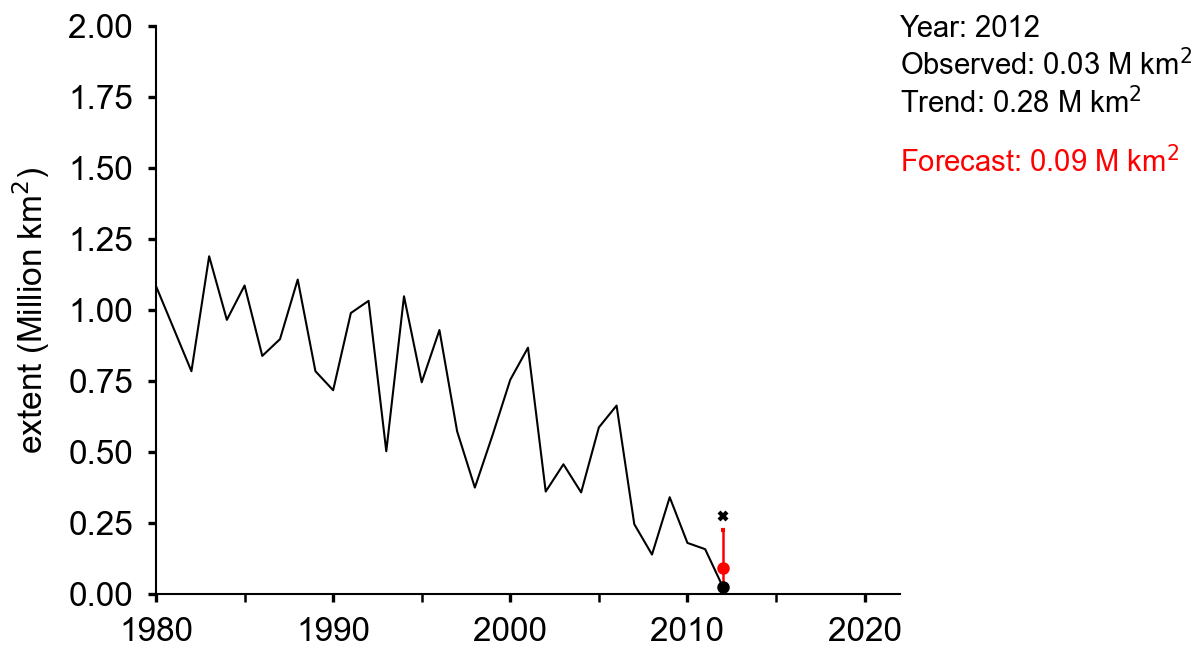 2.00
1.75
1.50
1.25
1.00
0.75
0.50
0.25
0.00
extent (Million km²)
1980 1990 2000 2010 2020
Year: 2012
Observed: 0.03 M km²
Trend: 0.28 M km²
Forecast: 0.09 M km²